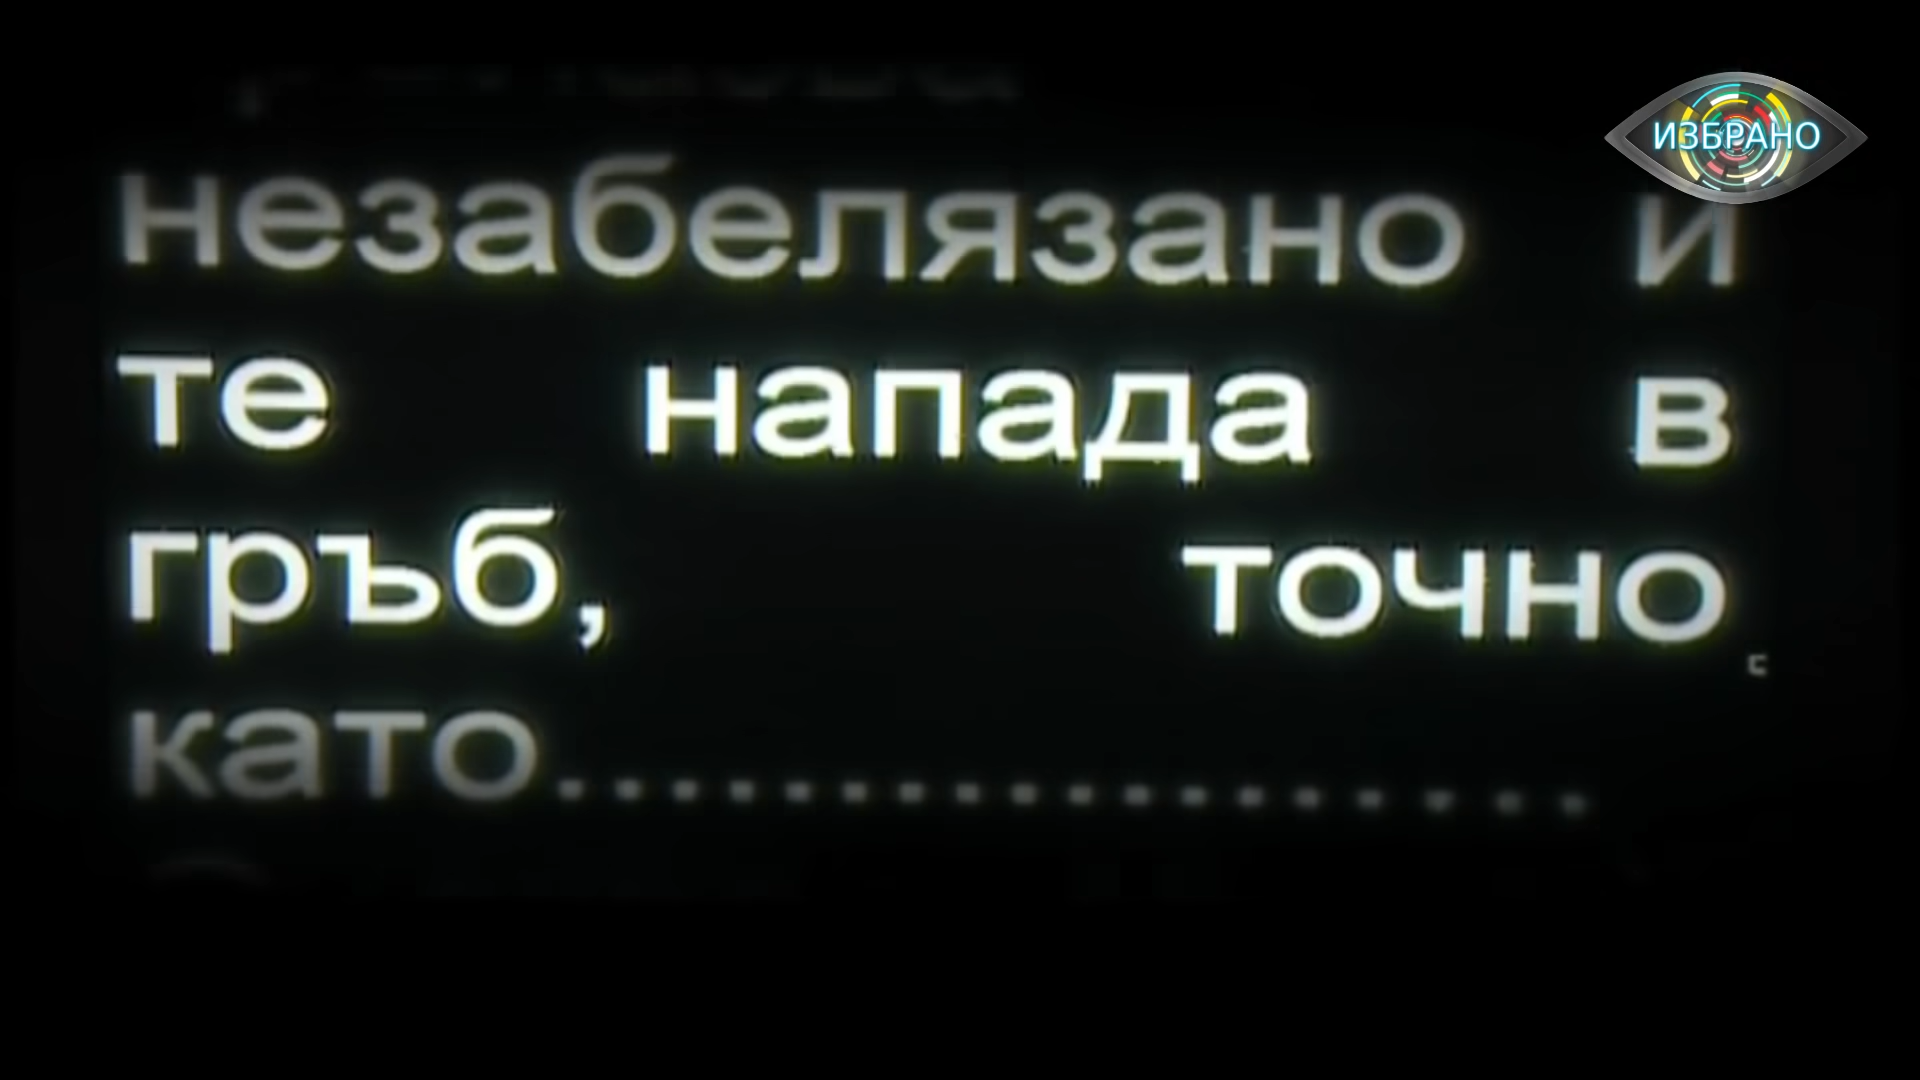 ИЗБРАНО
незабелязано и
те напада в
гръб, точно
като..................